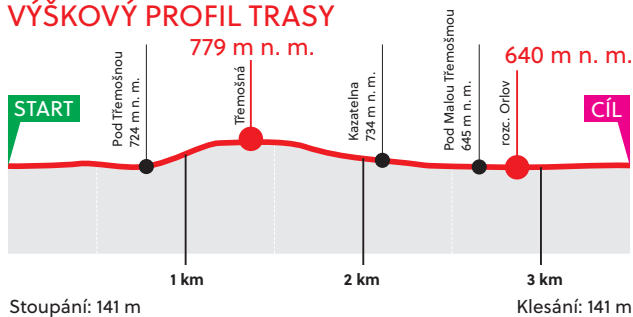 VÝŠKOVÝ PROFIL TRASY
779 m n. m.
640 m n. m.
START
Pod Třemošnou
724 m n. m.
Třemošná
Kazatelna
734 m n. m.
Pod Malou Třemošmou
645 m n. m.
rozc. Orlov
CÍL
1 km
2 km
3 km
Stoupání: 141 m
Klesání: 141 m